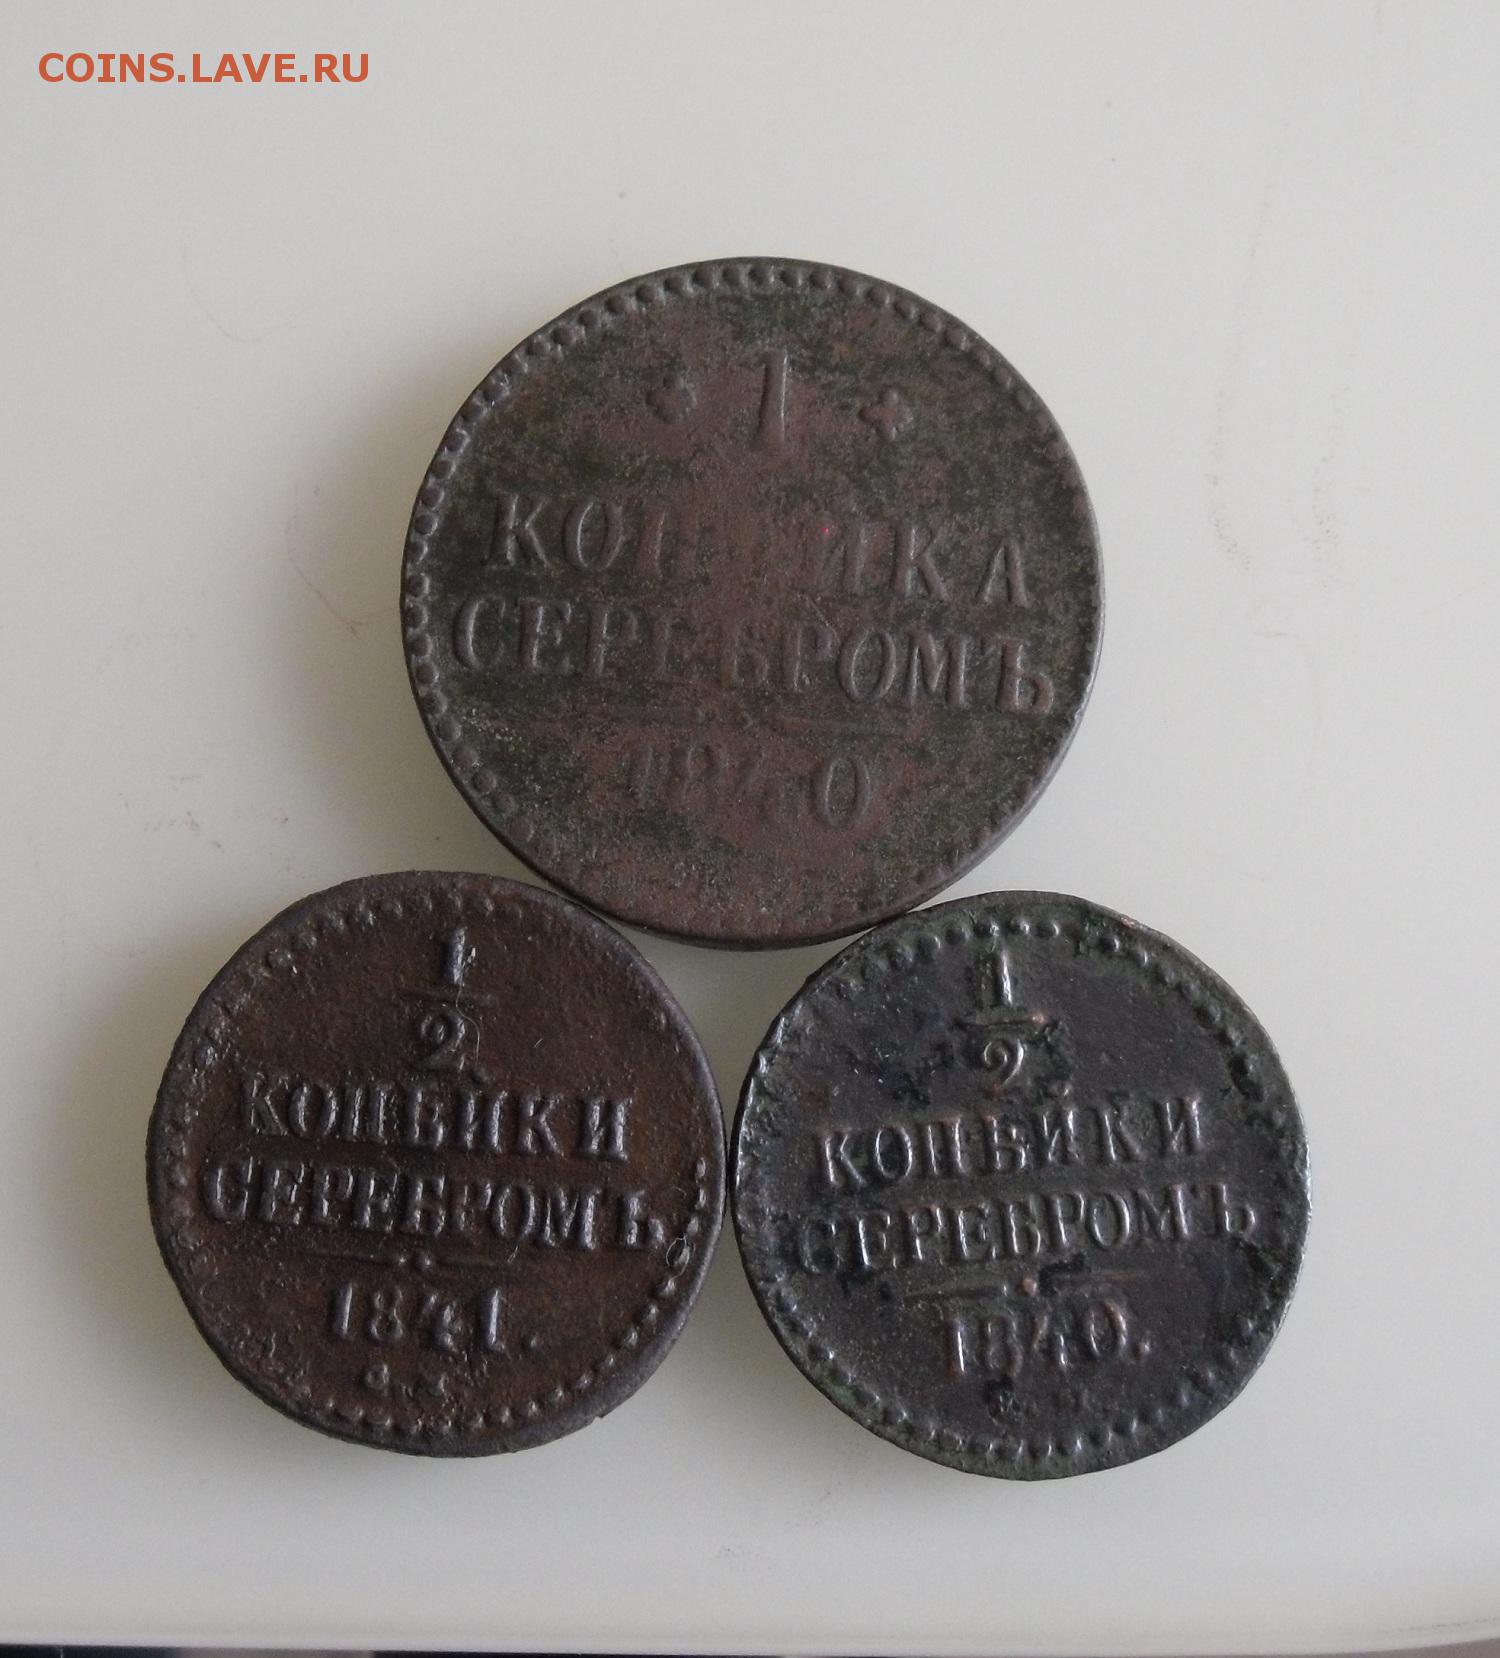 COINS.LAVE.RU
1
КОПѢЙКА
СЕРЕБРОМЪ
1840
1
2
КОПѢЙКИ
СЕРЕБРОМЪ
1841.
1
2
КОПѢЙКИ
СЕРЕБРОМЪ
1840.